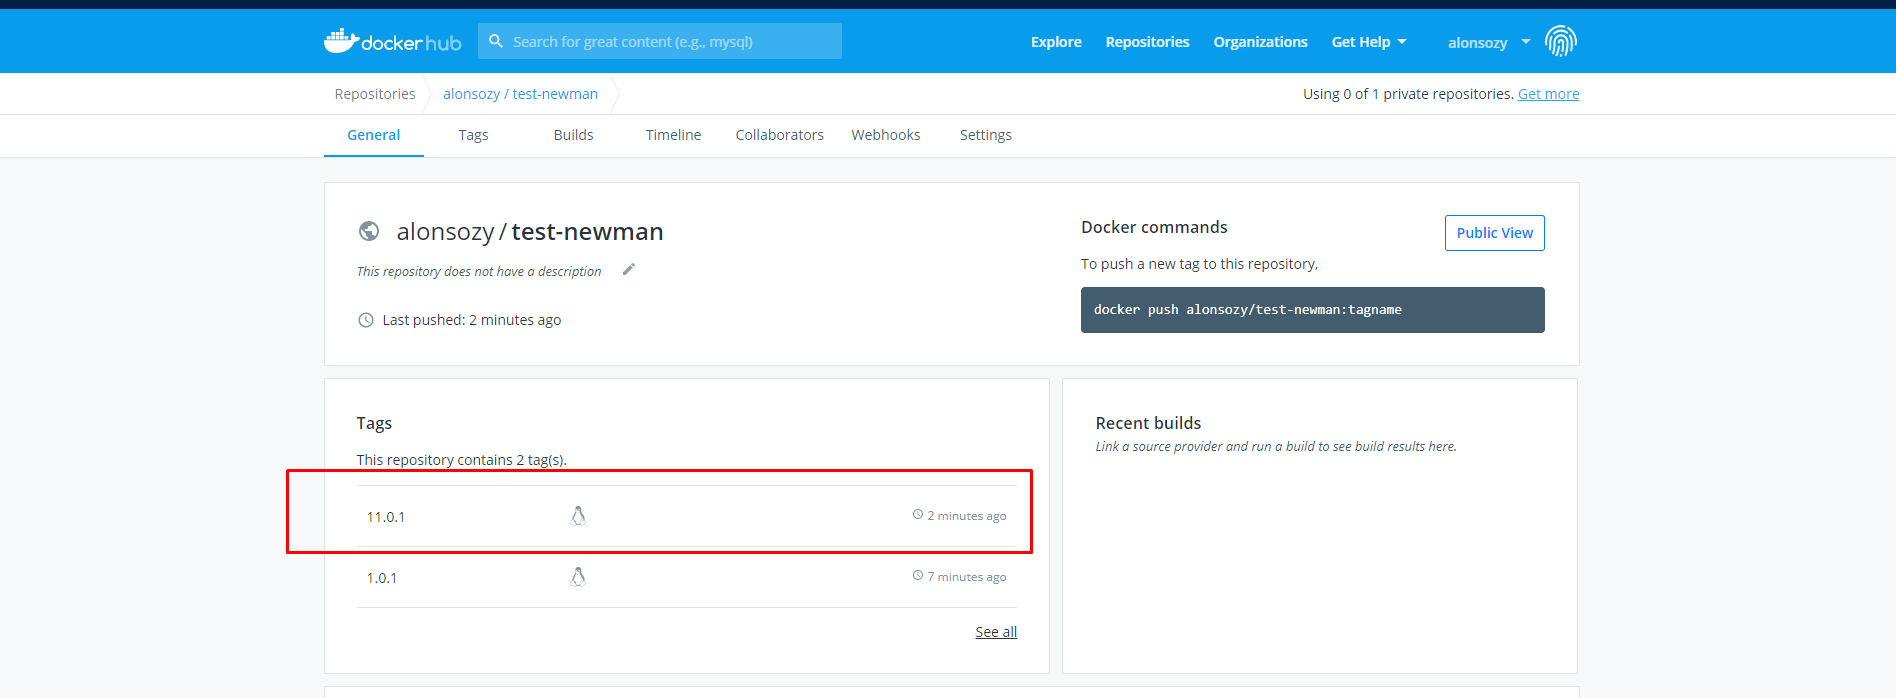 docker hub
Search for great content (e.g., mysql)
Explore
Repositories
Organizations
Get Help
alonsozy
Repositories
alonsozy / test-newman
Using 0 of 1 private repositories. Get more
General
Tags
Builds
Timeline
Collaborators
Webhooks
Settings
alonsozy / test-newman
This repository does not have a description
Last pushed: 2 minutes ago
Docker commands
Public View
To push a new tag to this repository,
docker push alonsozy/test-newman:tagname
Tags
This repository contains 2 tag(s).
11.0.1
2 minutes ago
1.0.1
7 minutes ago
See all
Recent builds
Link a source provider and run a build to see build results here.